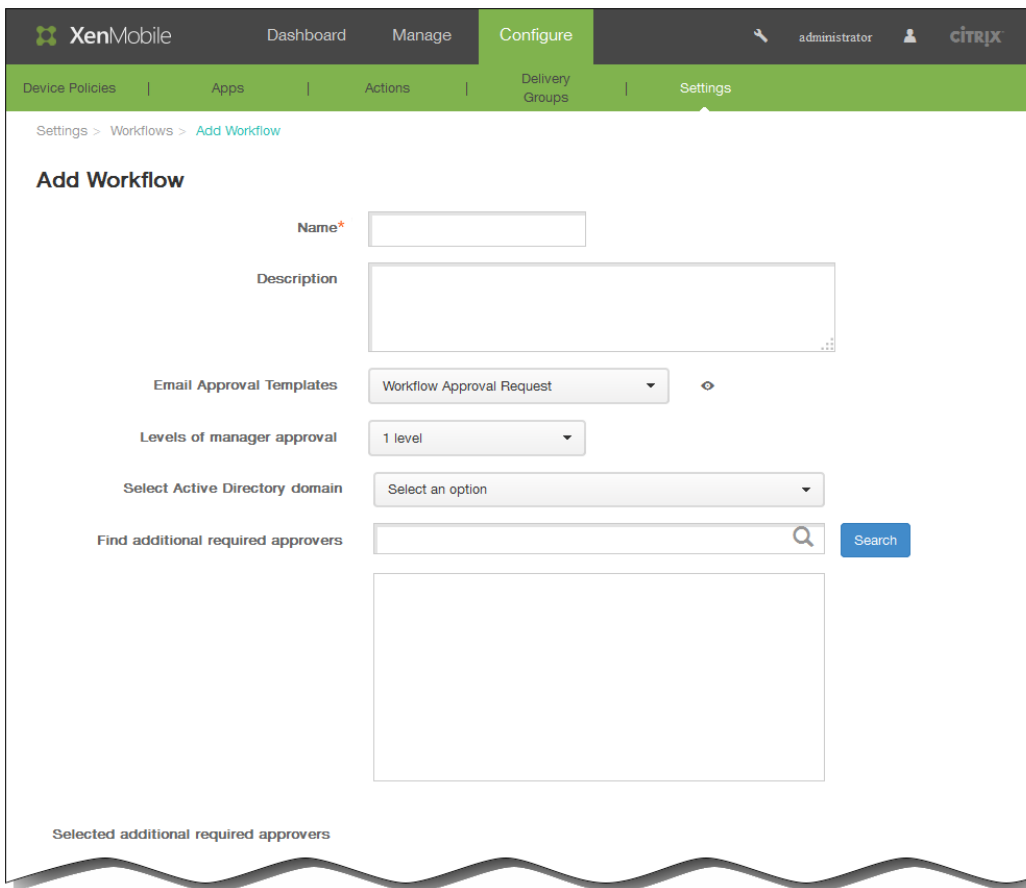 XenMobile Dashboard Manage Configure administrator CİTRIX
Device Policies | Apps | Actions | Delivery Groups | Settings
Settings > Workflows > Add Workflow
Add Workflow
Name*
Description
Email Approval Templates Workflow Approval Request
Levels of manager approval 1 level
Select Active Directory domain Select an option
Find additional required approvers Search
Selected additional required approvers